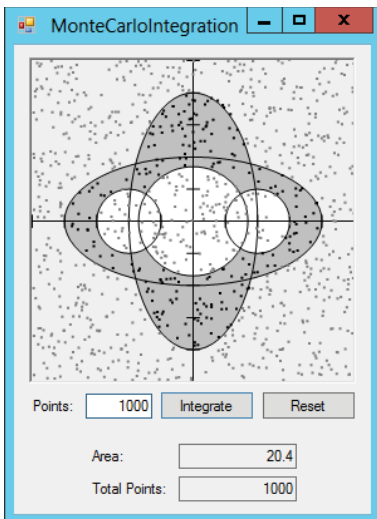 MonteCarloIntegration
Points: 1000 Integrate Reset
Area: 20.4
Total Points: 1000